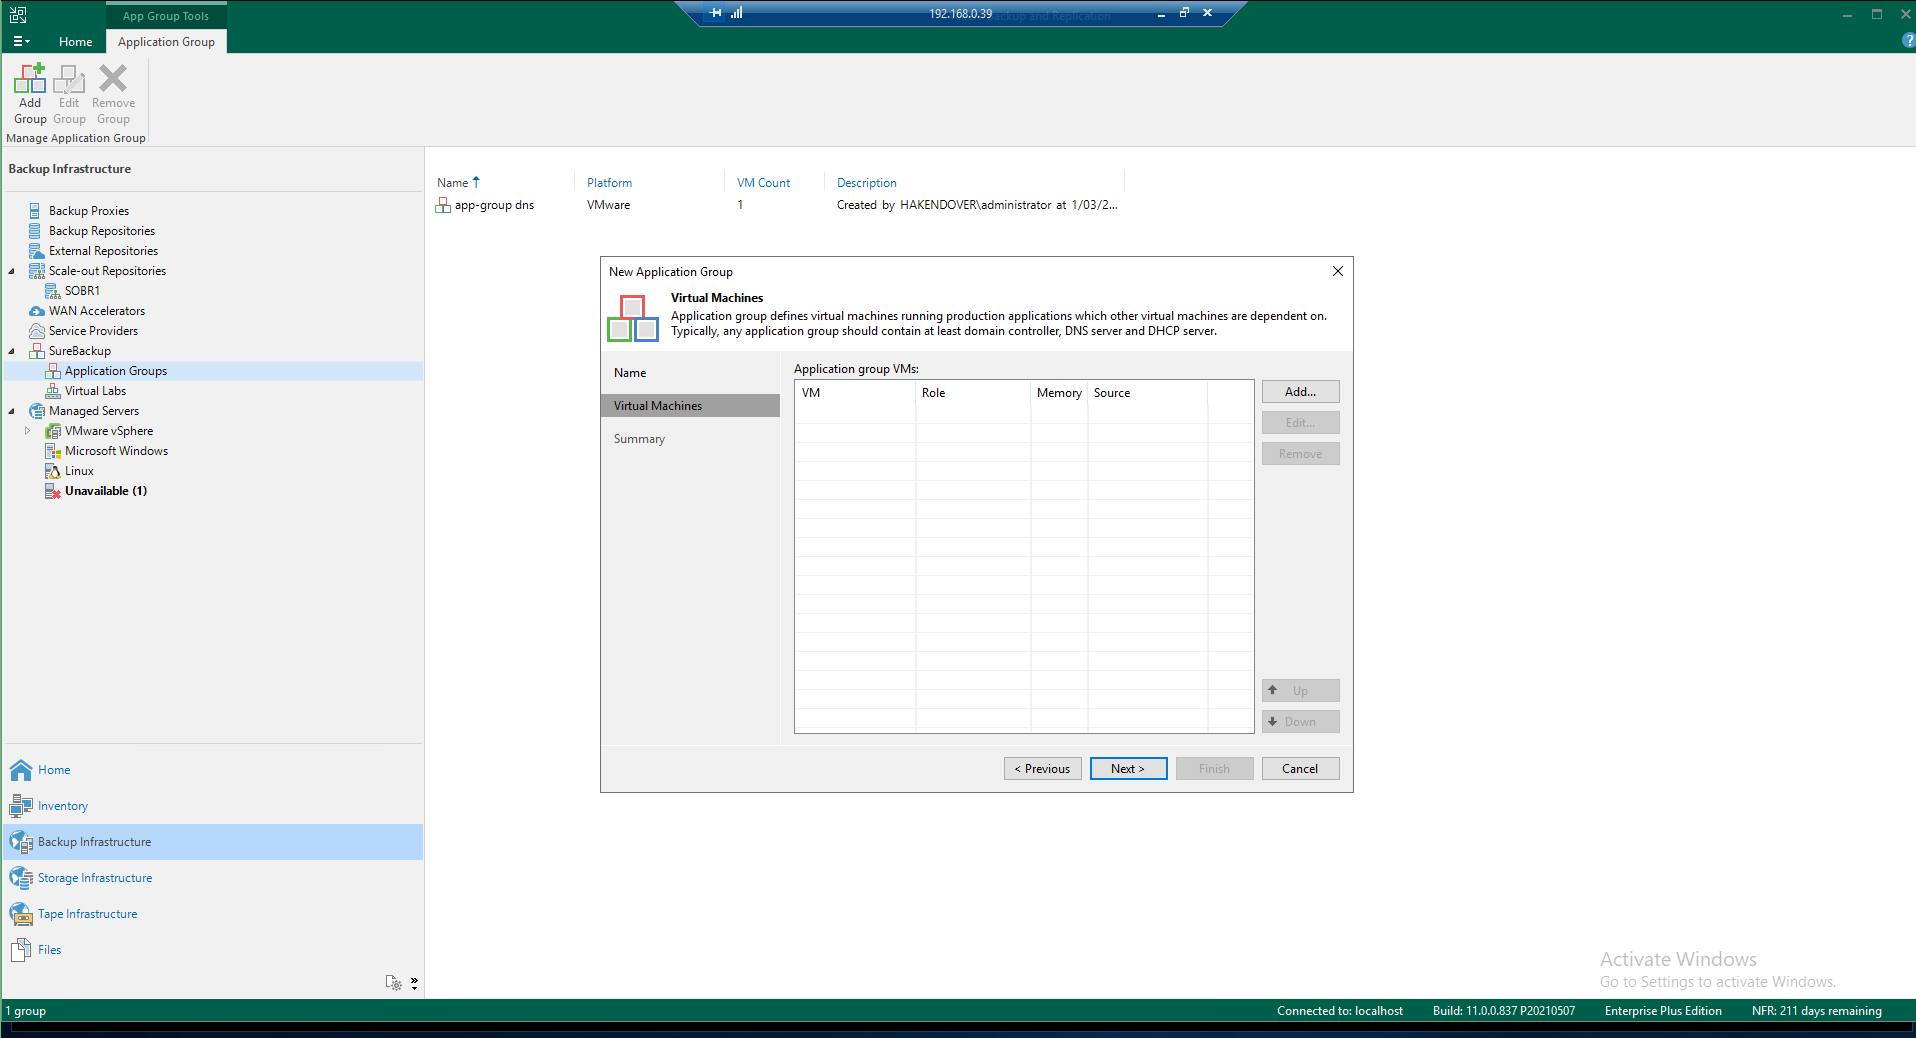 App Group Tools
192.168.0.39
Backup and Replication
Home
Application Group
Add Group
Edit Group
Remove Group
Manage Application Group
Backup Infrastructure
Backup Proxies
Backup Repositories
External Repositories
Scale-out Repositories
SOBR1
WAN Accelerators
Service Providers
SureBackup
Application Groups
Virtual Labs
Managed Servers
VMware vSphere
Microsoft Windows
Linux
Unavailable (1)
Home
Inventory
Backup Infrastructure
Storage Infrastructure
Tape Infrastructure
Files
Name
Platform
VM Count
Description
app-group dns
VMware
1
Created by HAKENDOVER\administrator at 1/03/2...
New Application Group
Virtual Machines
Application group defines virtual machines running production applications which other virtual machines are dependent on.
Typically, any application group should contain at least domain controller, DNS server and DHCP server.
Name
Virtual Machines
Summary
Application group VMs:
VM
Role
Memory
Source
Add...
Edit...
Remove
Up
Down
< Previous
Next >
Finish
Cancel
Activate Windows
Go to Settings to activate Windows.
1 group
Connected to: localhost
Build: 11.0.0.837 P20210507
Enterprise Plus Edition
NFR: 211 days remaining